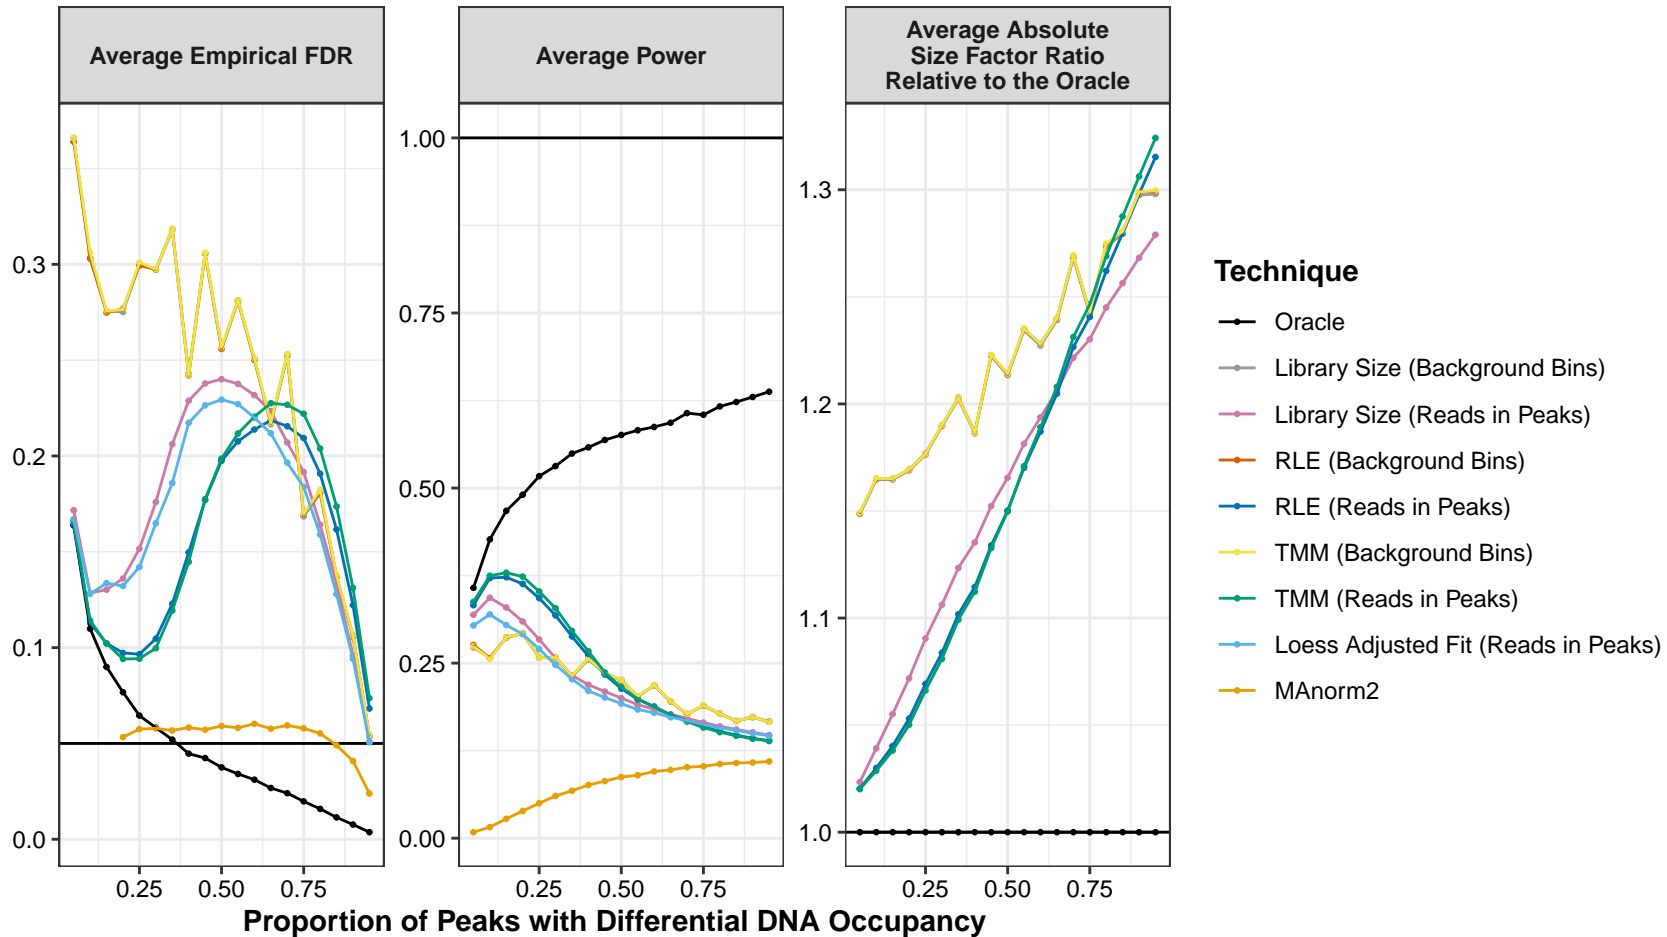 Average Empirical FDR
Average Power
Average Absolute
Size Factor Ratio
Relative to the Oracle
0.3
0.2
0.1
0.0
0.25 0.50 0.75
1.00
0.75
0.50
0.25
0.00
0.25 0.50 0.75
1.3
1.2
1.1
1.0
0.25 0.50 0.75
Proportion of Peaks with Differential DNA Occupancy
Technique
Oracle
Library Size (Background Bins)
Library Size (Reads in Peaks)
RLE (Background Bins)
RLE (Reads in Peaks)
TMM (Background Bins)
TMM (Reads in Peaks)
Loess Adjusted Fit (Reads in Peaks)
MAnorm2